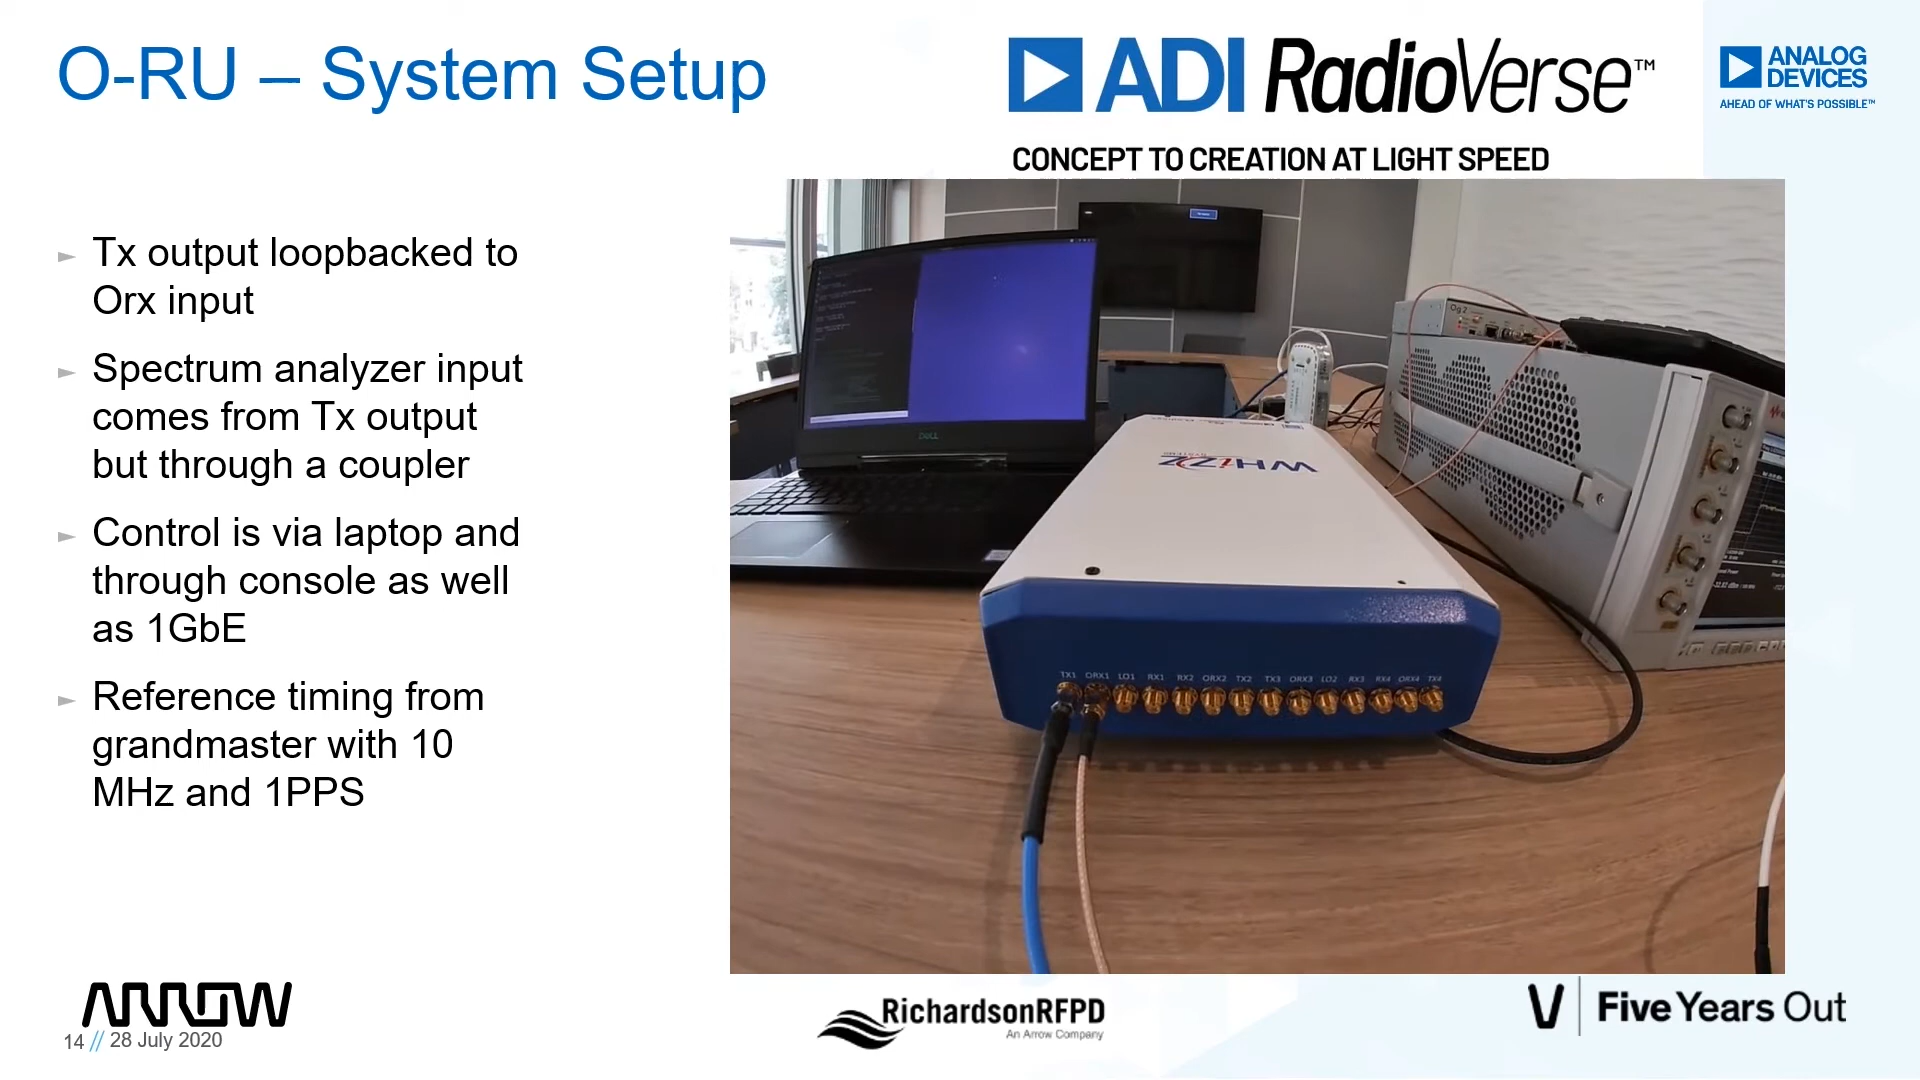 O-RU – System Setup
ADI RadioVerse™
CONCEPT TO CREATION AT LIGHT SPEED
ANALOG
DEVICES
AHEAD OF WHAT'S POSSIBLE™
► Tx output loopbacked to
Orx input
► Spectrum analyzer input
comes from Tx output
but through a coupler
► Control is via laptop and
through console as well
as 1GbE
► Reference timing from
grandmaster with 10
MHz and 1PPS
DELL
Og2
WHIZZ
SYSTEMS
TX1 ORX1 LO1 RX1 RX2 ORX2 TX2 TX3 ORX3 LO2 RX3 RX4 ORX4 TX4
ARROW
14 // 28 July 2020
RichardsonRFPD
An Arrow Company
Five Years Out